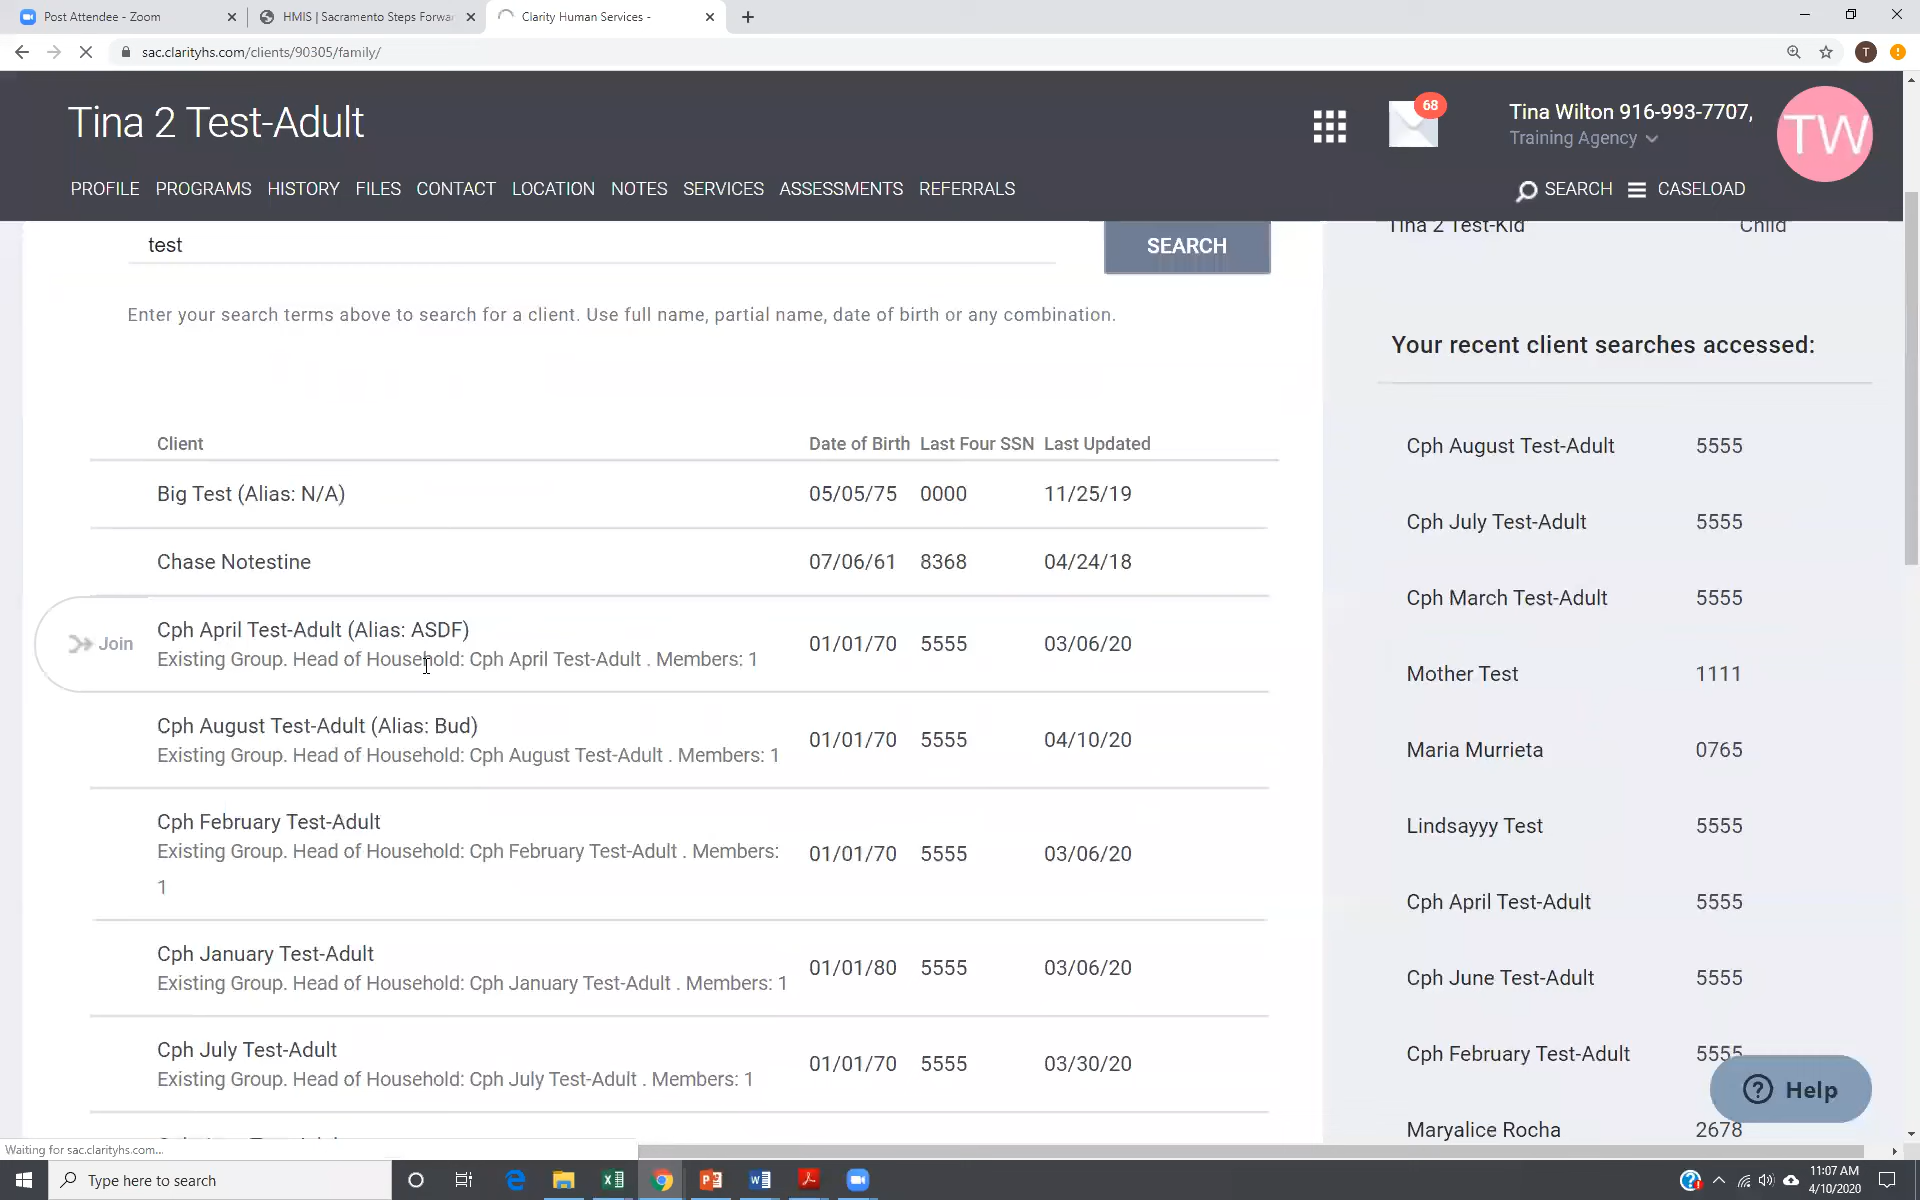 Post Attendee - Zoom
HMIS | Sacramento Steps Forwa
Clarity Human Services -
sac.clarityhs.com/clients/90305/family/
T
Tina 2 Test-Adult
68
Tina Wilton 916-993-7707,
Training Agency
TW
PROFILE PROGRAMS HISTORY FILES CONTACT LOCATION NOTES SERVICES ASSESSMENTS REFERRALS
SEARCH CASELOAD
test
SEARCH
Enter your search terms above to search for a client. Use full name, partial name, date of birth or any combination.
Client Date of Birth Last Four SSN Last Updated
Big Test (Alias: N/A) 05/05/75 0000 11/25/19
Chase Notestine 07/06/61 8368 04/24/18
Join
Cph April Test-Adult (Alias: ASDF)
Existing Group. Head of Household: Cph April Test-Adult . Members: 1
01/01/70 5555 03/06/20
Cph August Test-Adult (Alias: Bud)
Existing Group. Head of Household: Cph August Test-Adult . Members: 1
01/01/70 5555 04/10/20
Cph February Test-Adult
Existing Group. Head of Household: Cph February Test-Adult . Members:
1
01/01/70 5555 03/06/20
Cph January Test-Adult
Existing Group. Head of Household: Cph January Test-Adult . Members: 1
01/01/80 5555 03/06/20
Cph July Test-Adult
Existing Group. Head of Household: Cph July Test-Adult . Members: 1
01/01/70 5555 03/30/20
Tina 2 Test-Kid Child
Your recent client searches accessed:
Cph August Test-Adult 5555
Cph July Test-Adult 5555
Cph March Test-Adult 5555
Mother Test 1111
Maria Murrieta 0765
Lindsayyy Test 5555
Cph April Test-Adult 5555
Cph June Test-Adult 5555
Cph February Test-Adult 5555
Maryalice Rocha 2678
Help
Waiting for sac.clarityhs.com...
Type here to search
11:07 AM
4/10/2020